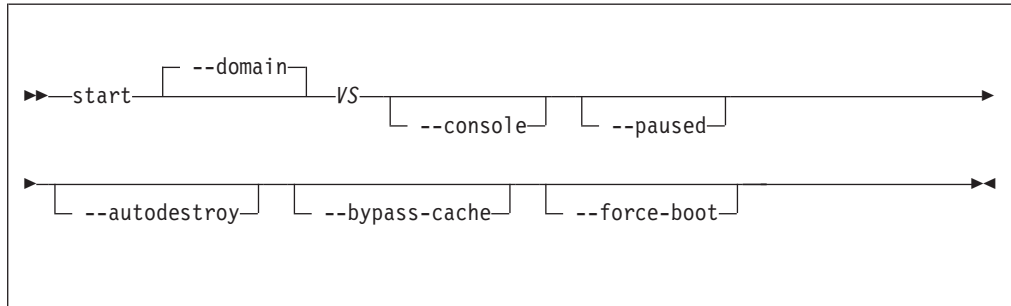 --domain
start VS
--console --paused
--autodestroy --bypass-cache --force-boot